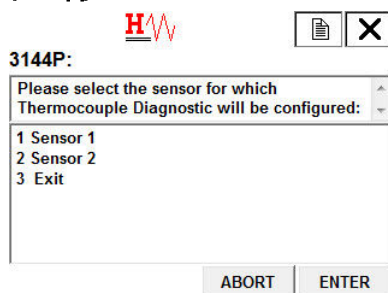 H
3144P:
Please select the sensor for which
Thermocouple Diagnostic will be configured:
1 Sensor 1
2 Sensor 2
3 Exit
ABORT ENTER